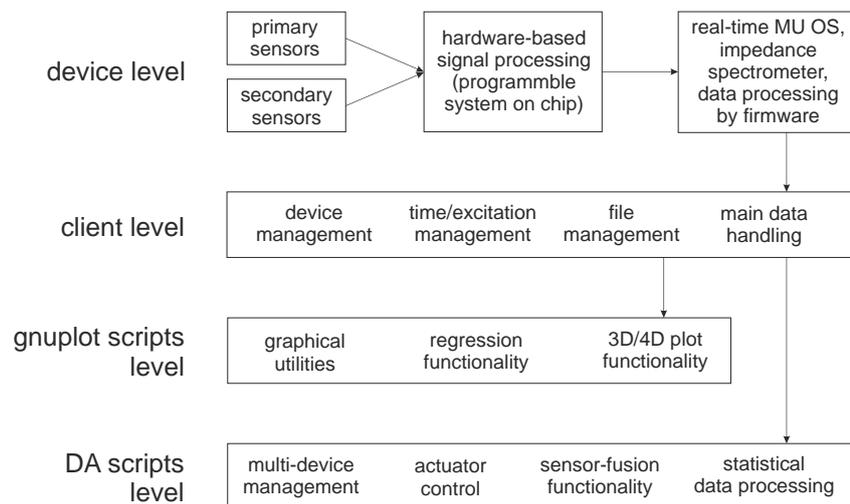 device level
primary
sensors
secondary
sensors
hardware-based
signal processing
(programmble
system on chip)
real-time MU OS,
impedance
spectrometer,
data processing
by firmware
client level
device
management
time/excitation
management
file
management
main data
handling
gnuplot scripts
level
graphical
utilities
regression
functionality
3D/4D plot
functionality
DA scripts
level
multi-device
management
actuator
control
sensor-fusion
functionality
statistical
data processing